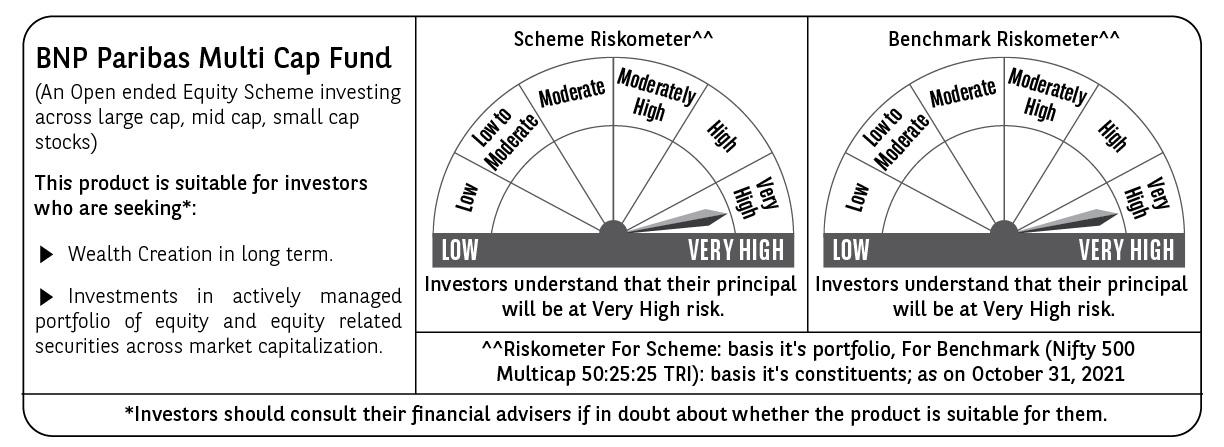 BNP Paribas Multi Cap Fund
(An Open ended Equity Scheme investing
across large cap, mid cap, small cap
stocks)
This product is suitable for investors
who are seeking*:
▶ Wealth Creation in long term.
▶ Investments in actively managed
portfolio of equity and equity related
securities across market capitalization.
Scheme Riskometer^^
Low
Low to
Moderate
Moderate
Moderately
High
High
Very
High
LOW VERY HIGH
Investors understand that their principal
will be at Very High risk.
Benchmark Riskometer^^
Low
Low to
Moderate
Moderate
Moderately
High
High
Very
High
LOW VERY HIGH
Investors understand that their principal
will be at Very High risk.
^^Riskometer For Scheme: basis it's portfolio, For Benchmark (Nifty 500
Multicap 50:25:25 TRI): basis it's constituents; as on October 31, 2021
*Investors should consult their financial advisers if in doubt about whether the product is suitable for them.